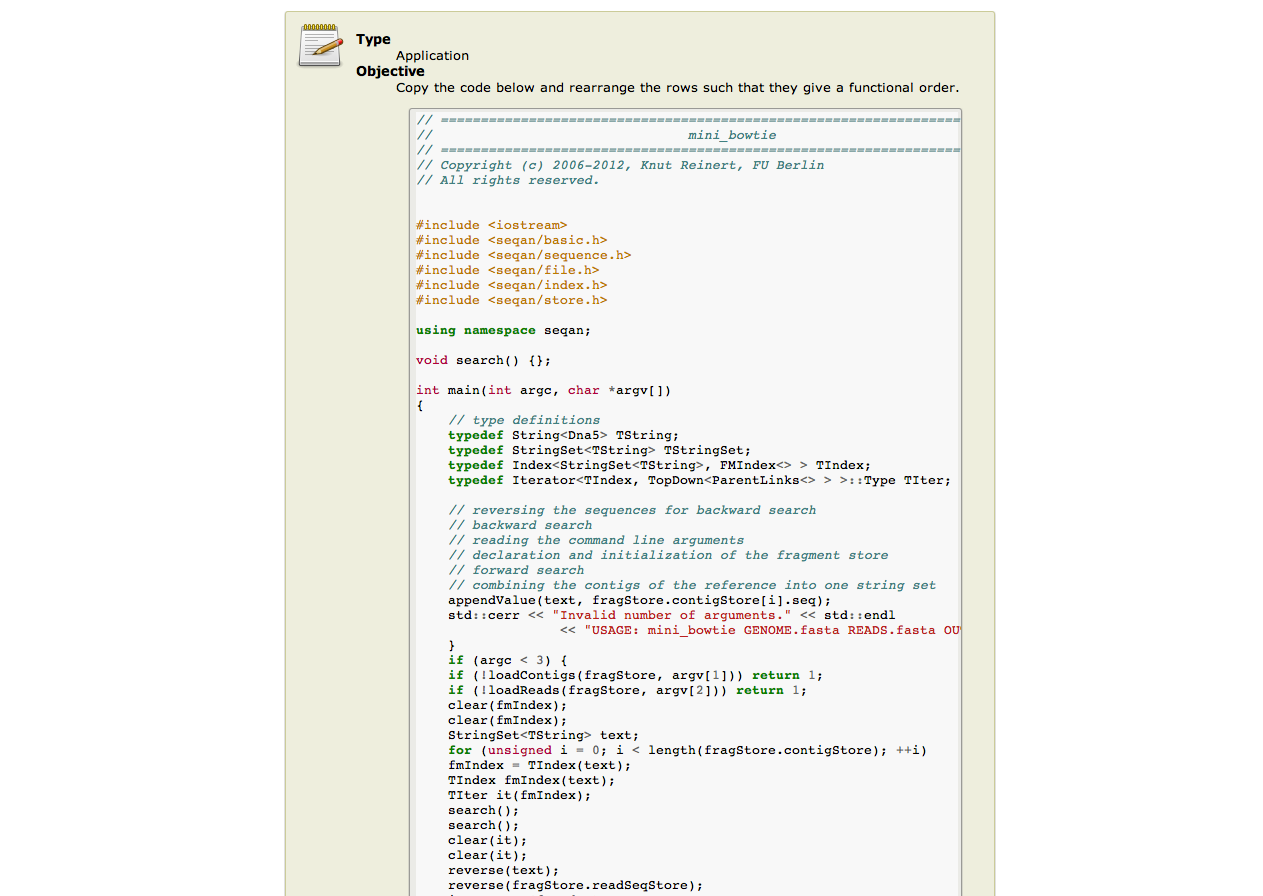 Type
Application
Objective
Copy the code below and rearrange the rows such that they give a functional order.
// =================================================================
// mini_bowtie
// =================================================================
// Copyright (c) 2006-2012, Knut Reinert, FU Berlin
// All rights reserved.
#include <iostream>
#include <seqan/basic.h>
#include <seqan/sequence.h>
#include <seqan/file.h>
#include <seqan/index.h>
#include <seqan/store.h>
using namespace seqan;
void search() {};
int main(int argc, char *argv[])
{
// type definitions
typedef String<Dna5> TString;
typedef StringSet<TString> TStringSet;
typedef Index<StringSet<TString>, FMIndex<> > TIndex;
typedef Iterator<TIndex, TopDown<ParentLinks<> > >::Type TIter;
// reversing the sequences for backward search
// backward search
// reading the command line arguments
// declaration and initialization of the fragment store
// forward search
// combining the contigs of the reference into one string set
appendValue(text, fragStore.contigStore[i].seq);
std::cerr << "Invalid number of arguments." << std::endl
<< "USAGE: mini_bowtie GENOME.fasta READS.fasta OU
}
if (argc < 3) {
if (!loadContigs(fragStore, argv[1])) return 1;
if (!loadReads(fragStore, argv[2])) return 1;
clear(fmIndex);
clear(fmIndex);
StringSet<TString> text;
for (unsigned i = 0; i < length(fragStore.contigStore); ++i)
fmIndex = TIndex(text);
TIndex fmIndex(text);
TIter it(fmIndex);
search();
search();
clear(it);
clear(it);
reverse(text);
reverse(fragStore.readSeqStore);